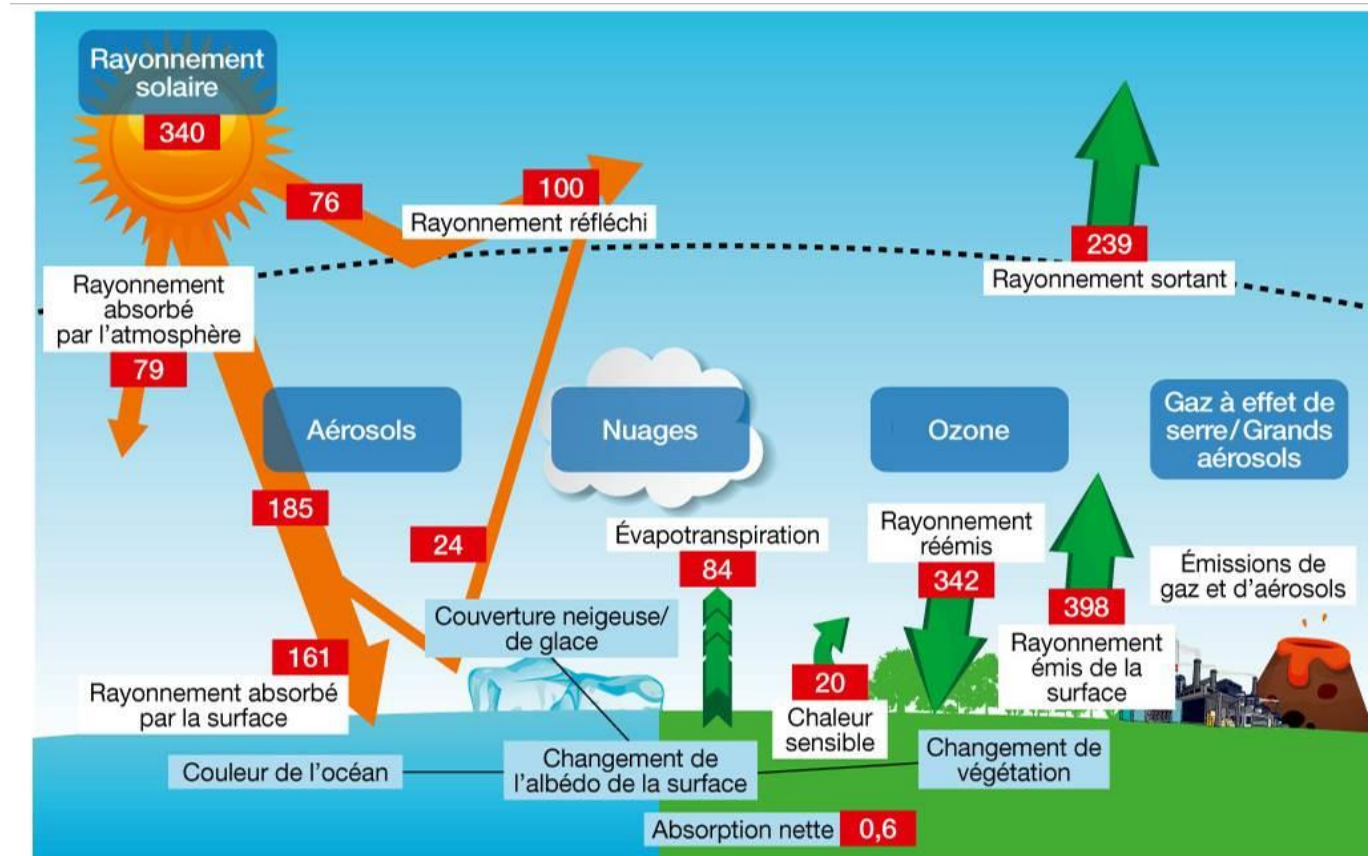 Rayonnement
solaire
340
76
100
Rayonnement réfléchi
239
Rayonnement sortant
Rayonnement
absorbé
par l'atmosphère
79
Aérosols
Nuages
Ozone
Gaz à effet de
serre/Grands
aérosols
185
24
Évapotranspiration
84
Rayonnement
réémis
342
398
Rayonnement
émis de la
surface
Émissions de
gaz et d'aérosols
Couverture neigeuse/
de glace
161
Rayonnement absorbé
par la surface
20
Chaleur
sensible
Couleur de l'océan
Changement de
l'albédo de la surface
Changement de
végétation
Absorption nette 0,6